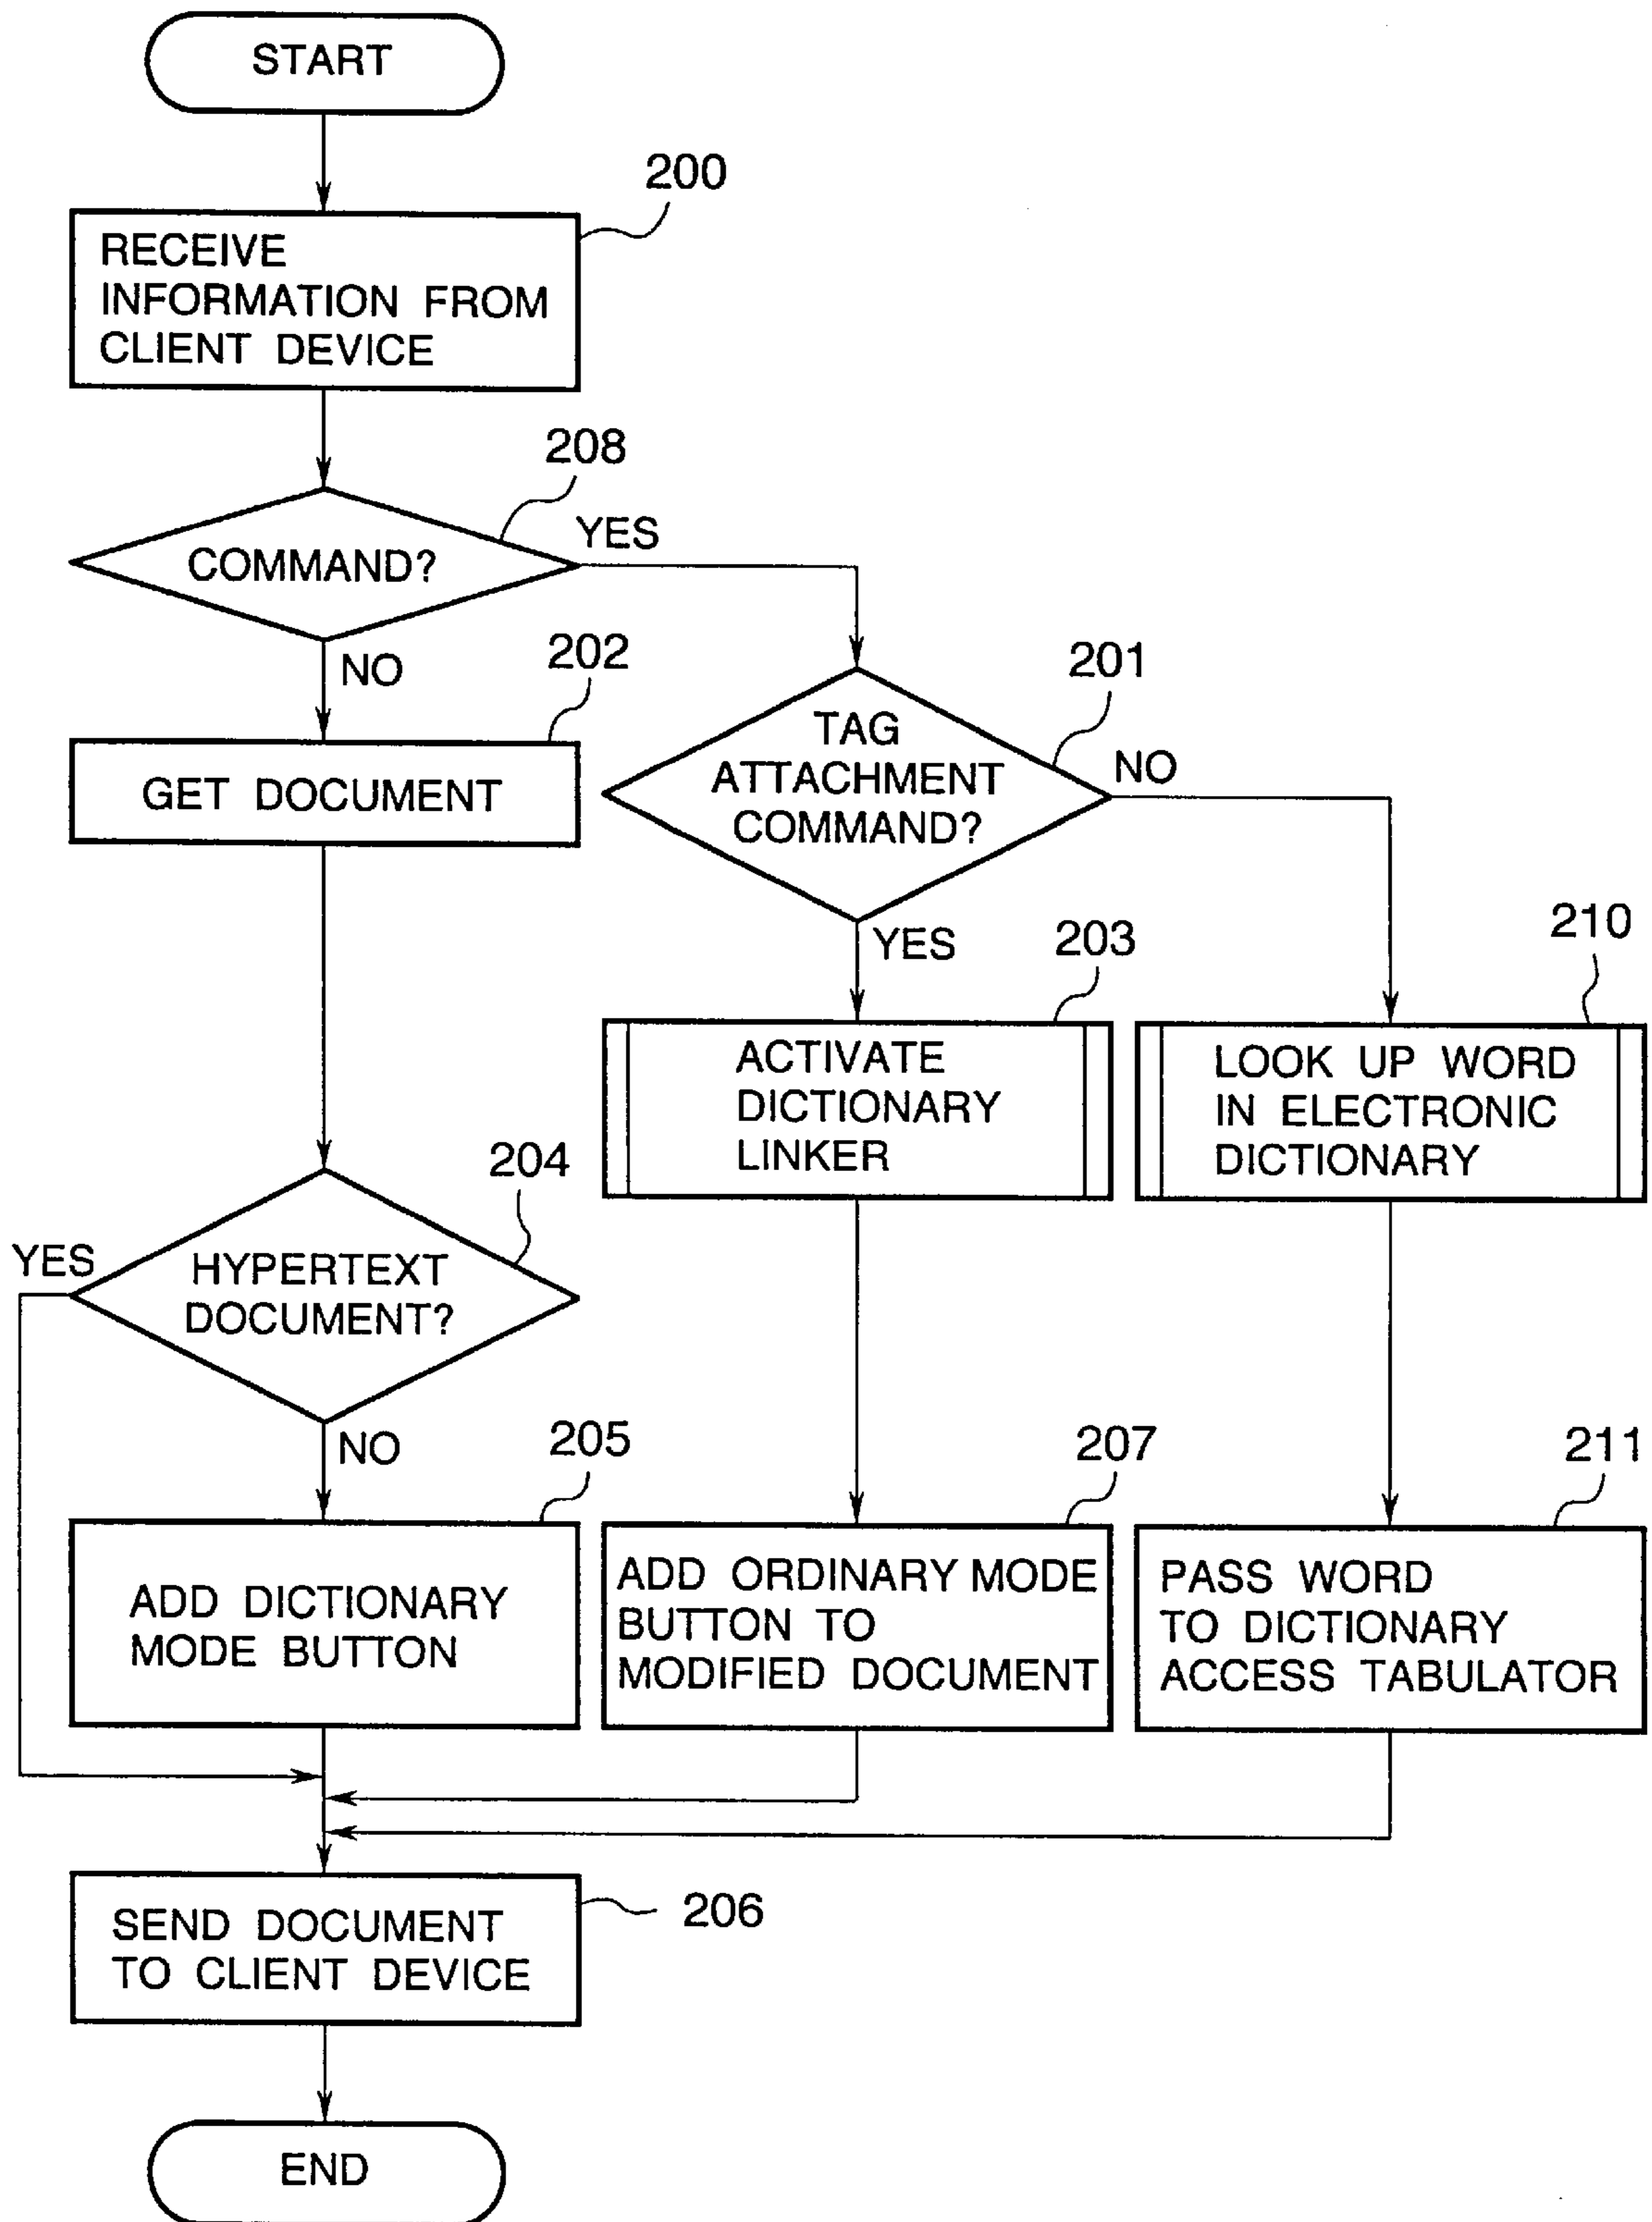 START
200
RECEIVE
INFORMATION FROM
CLIENT DEVICE
208
COMMAND?
YES
NO
202
GET DOCUMENT
201
TAG
ATTACHMENT
COMMAND?
NO
YES
203
ACTIVATE
DICTIONARY
LINKER
210
LOOK UP WORD
IN ELECTRONIC
DICTIONARY
204
HYPERTEXT
DOCUMENT?
YES
NO
205
ADD DICTIONARY
MODE BUTTON
207
ADD ORDINARY MODE
BUTTON TO
MODIFIED DOCUMENT
211
PASS WORD
TO DICTIONARY
ACCESS TABULATOR
206
SEND DOCUMENT
TO CLIENT DEVICE
END